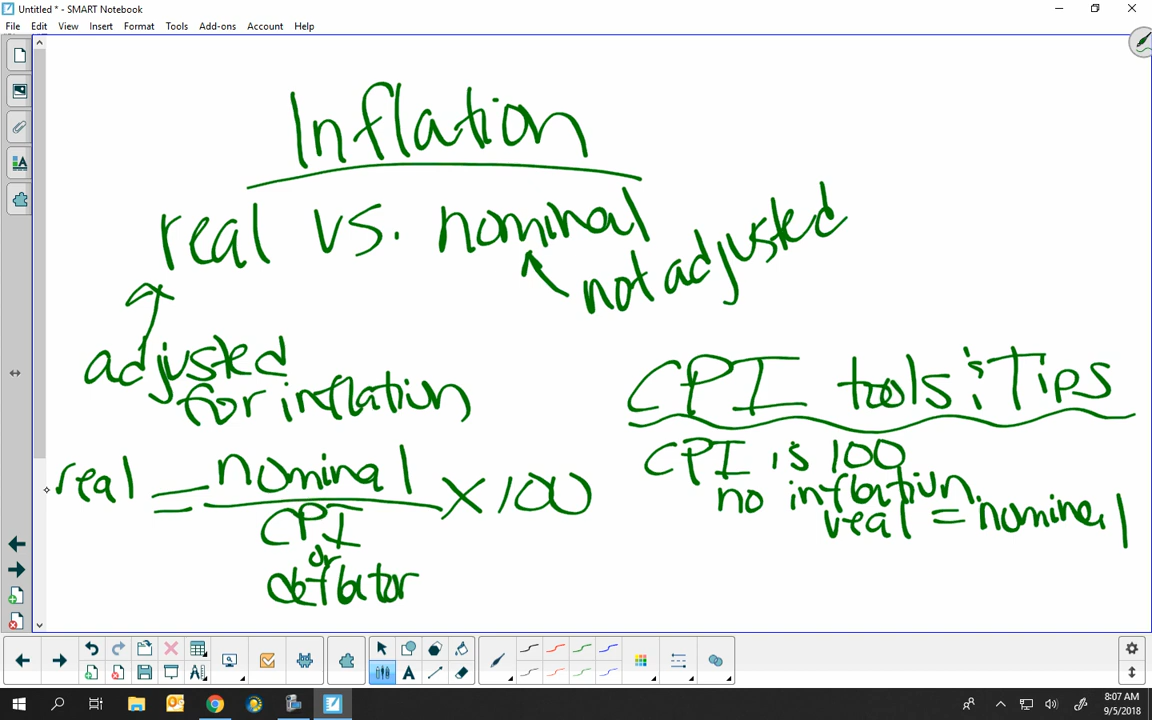 Untitled * - SMART Notebook
File Edit View Insert Format Tools Add-ons Account Help
Inflation
real vs. nominal
not adjusted
adjusted
for inflation
real = nominal × 100
CPI
or
deflator
CPI tools : Tips
CPI is 100
no inflation.
real = nominal
8:07 AM
9/5/2018